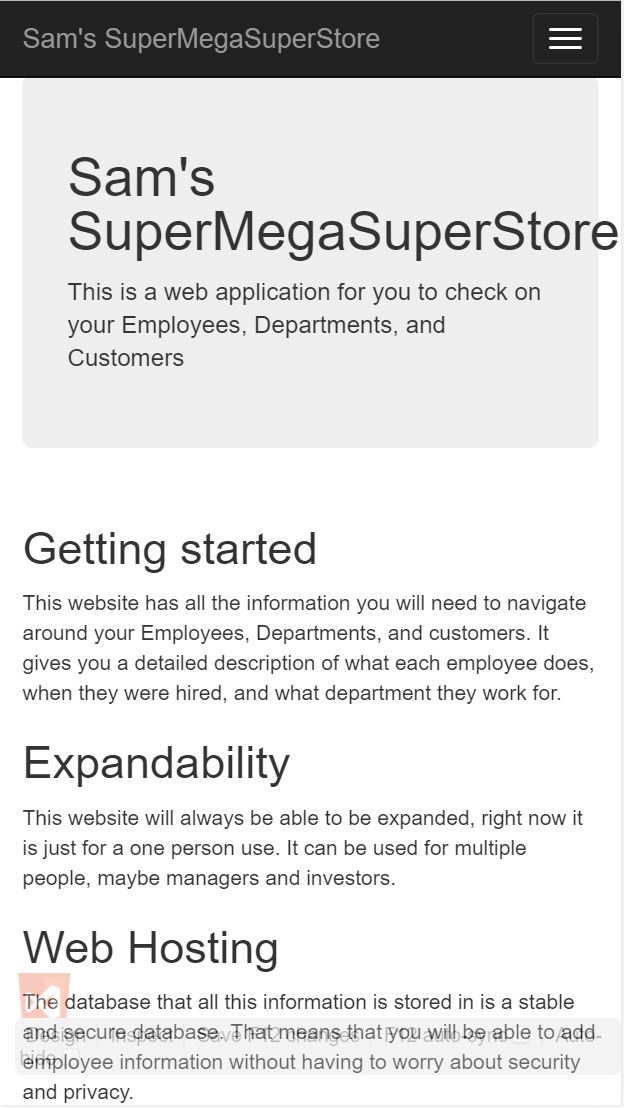 Sam's SuperMegaSuperStore
Sam's
SuperMegaSuperStore
This is a web application for you to check on
your Employees, Departments, and
Customers
Getting started
This website has all the information you will need to navigate
around your Employees, Departments, and customers. It
gives you a detailed description of what each employee does,
when they were hired, and what department they work for.
Expandability
This website will always be able to be expanded, right now it
is just for a one person use. It can be used for multiple
people, maybe managers and investors.
Web Hosting
The database that all this information is stored in is a stable
and secure database. That means that you will be able to add
Design | Inspect | Save F12 changes | F12 auto-sync | Auto-
hide
employee information without having to worry about security
and privacy.